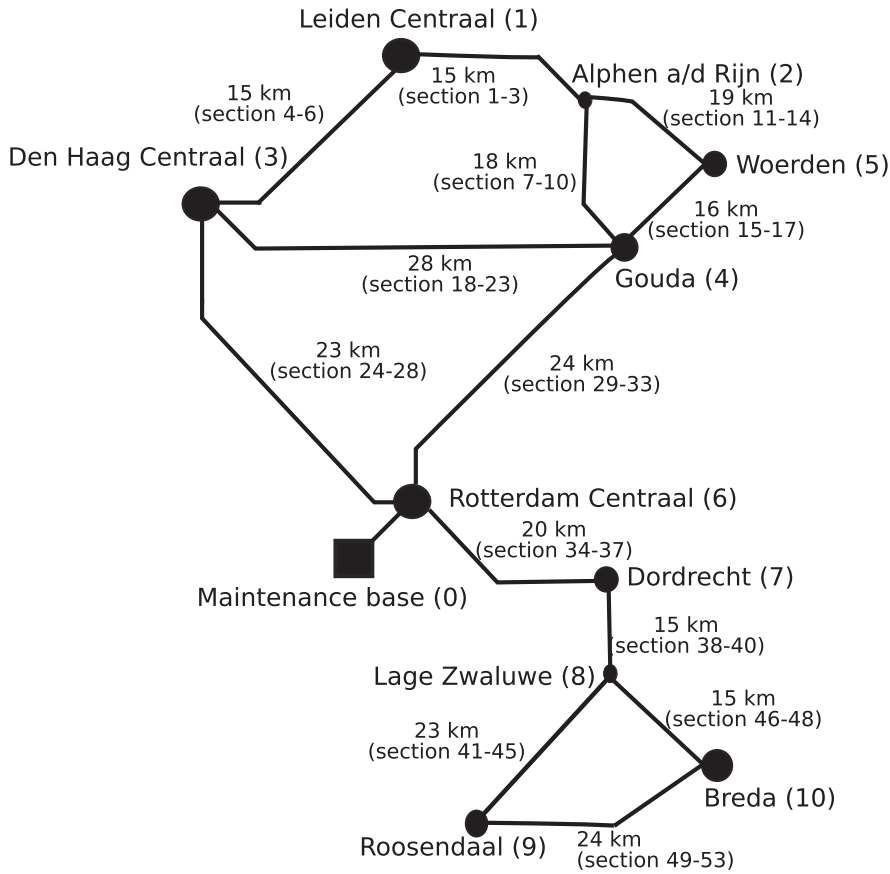 Leiden Centraal (1)
15 km
(section 1-3)
Alphen a/d Rijn (2)
15 km
(section 4-6)
19 km
(section 11-14)
Den Haag Centraal (3)
18 km
(section 7-10)
Woerden (5)
16 km
(section 15-17)
28 km
(section 18-23)
Gouda (4)
23 km
(section 24-28)
24 km
(section 29-33)
Rotterdam Centraal (6)
20 km
(section 34-37)
Maintenance base (0)
Dordrecht (7)
15 km
(section 38-40)
Lage Zwaluwe (8)
15 km
(section 46-48)
23 km
(section 41-45)
Breda (10)
Roosendaal (9)
24 km
(section 49-53)